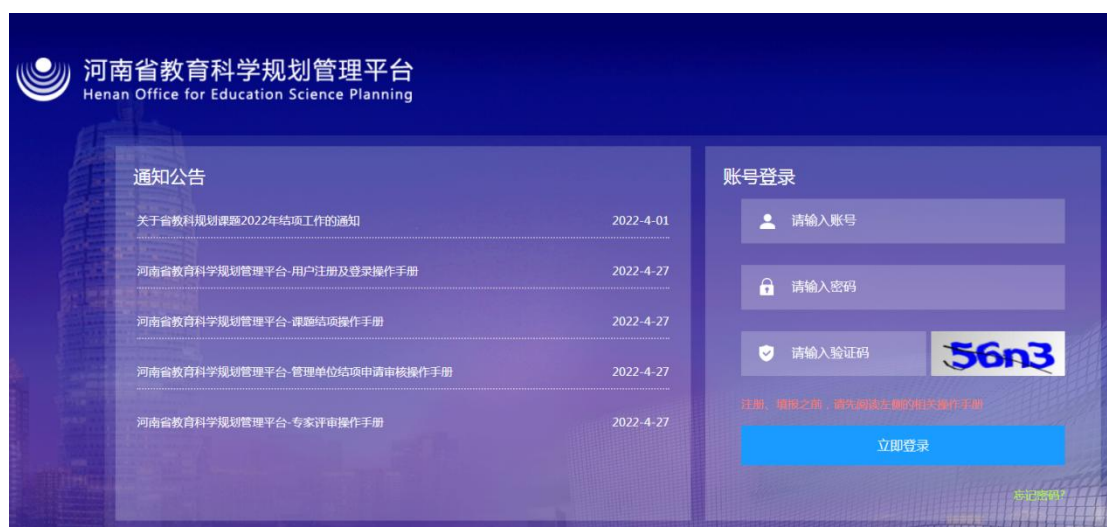 河南省教育科学规划管理平台
Henan Office for Education Science Planning
通知公告
关于省教科规划课题2022年结项工作的通知 2022-4-01
河南省教育科学规划管理平台-用户注册及登录操作手册 2022-4-27
河南省教育科学规划管理平台-课题结项操作手册 2022-4-27
河南省教育科学规划管理平台-管理单位结项申请审核操作手册 2022-4-27
河南省教育科学规划管理平台-专家评审操作手册 2022-4-27
账号登录
请输入账号
请输入密码
请输入验证码 56n3
注册、填报之前，请先阅读左侧的相关操作手册
立即登录
忘记密码?